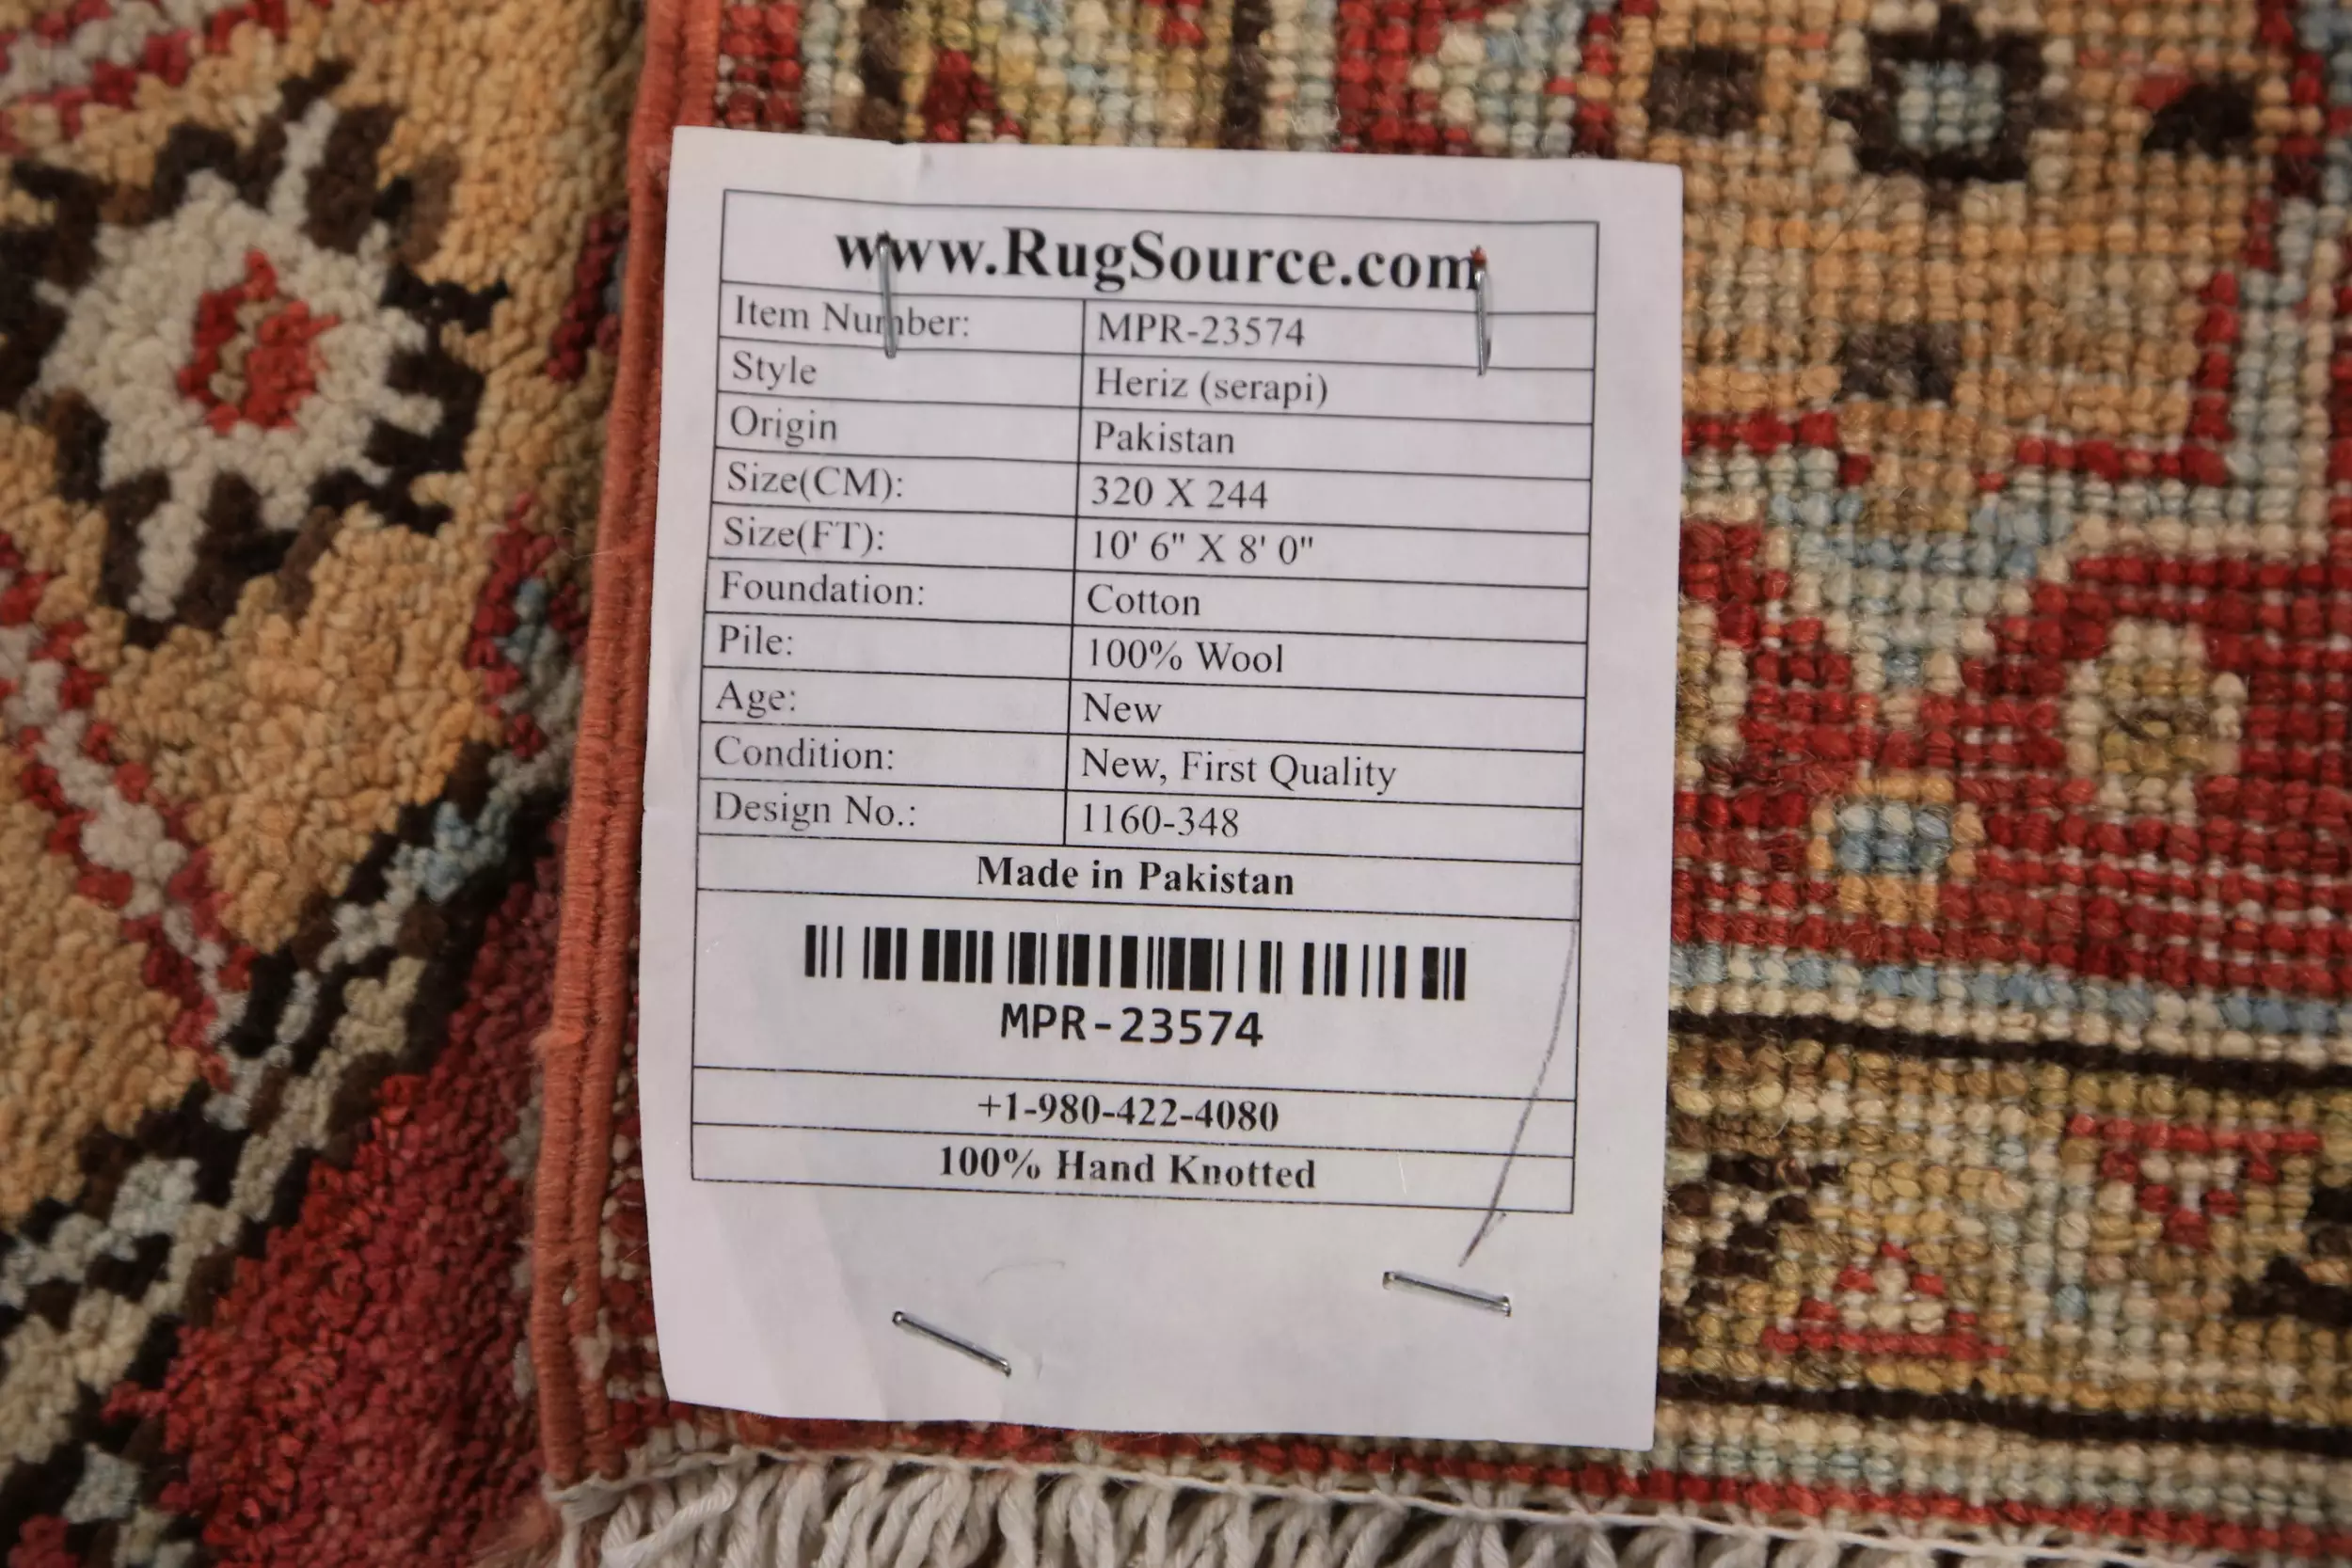 www.RugSource.com
Item Number: MPR-23574
Style Heriz (serapi)
Origin Pakistan
Size(CM): 320 X 244
Size(FT): 10' 6" X 8' 0"
Foundation: Cotton
Pile: 100% Wool
Age: New
Condition: New, First Quality
Design No.: 1160-348
Made in Pakistan
MPR-23574
+1-980-422-4080
100% Hand Knotted